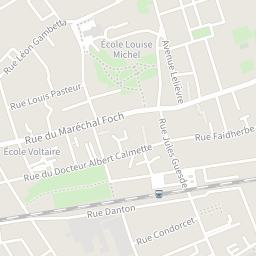 Rue Léon Gambetta
École Louise
Michel
Avenue Lelièvre
Rue Louis Pasteur
Rue du Maréchal Foch
Rue Jules Guesde
Rue Faidherbe
École Voltaire
Rue du Docteur Albert Calmette
Rue Danton
Rue Condorcet